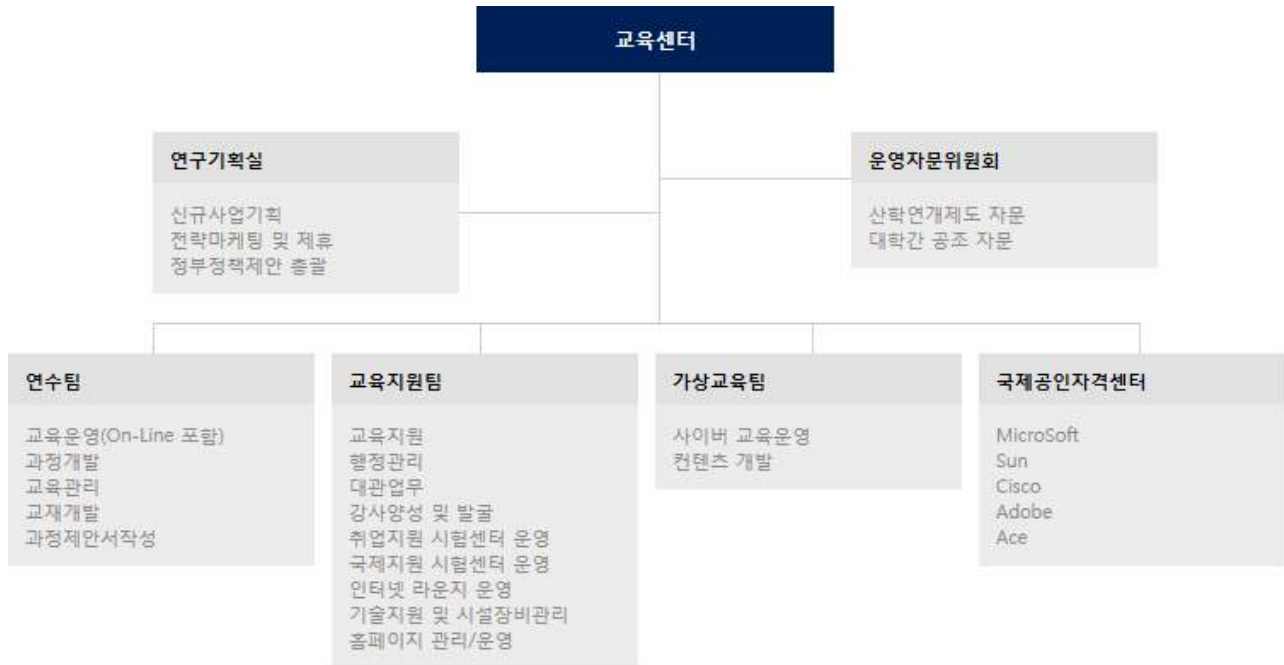 교육센터
연구기획실
신규사업기획
전략마케팅 및 제휴
정부정책제안 총괄
운영자문위원회
산학연개제도 자문
대학간 공조 자문
연수팀
교육운영(On-Line 포함)
과정개발
교육관리
교재개발
과정제안서작성
교육지원팀
교육지원
행정관리
대관업무
강사양성 및 발굴
취업지원 시험센터 운영
국제지원 시험센터 운영
인터넷 라운지 운영
기술지원 및 시설장비관리
홈페이지 관리/운영
가상교육팀
사이버 교육운영
컨텐츠 개발
국제공인자격센터
MicroSoft
Sun
Cisco
Adobe
Ace